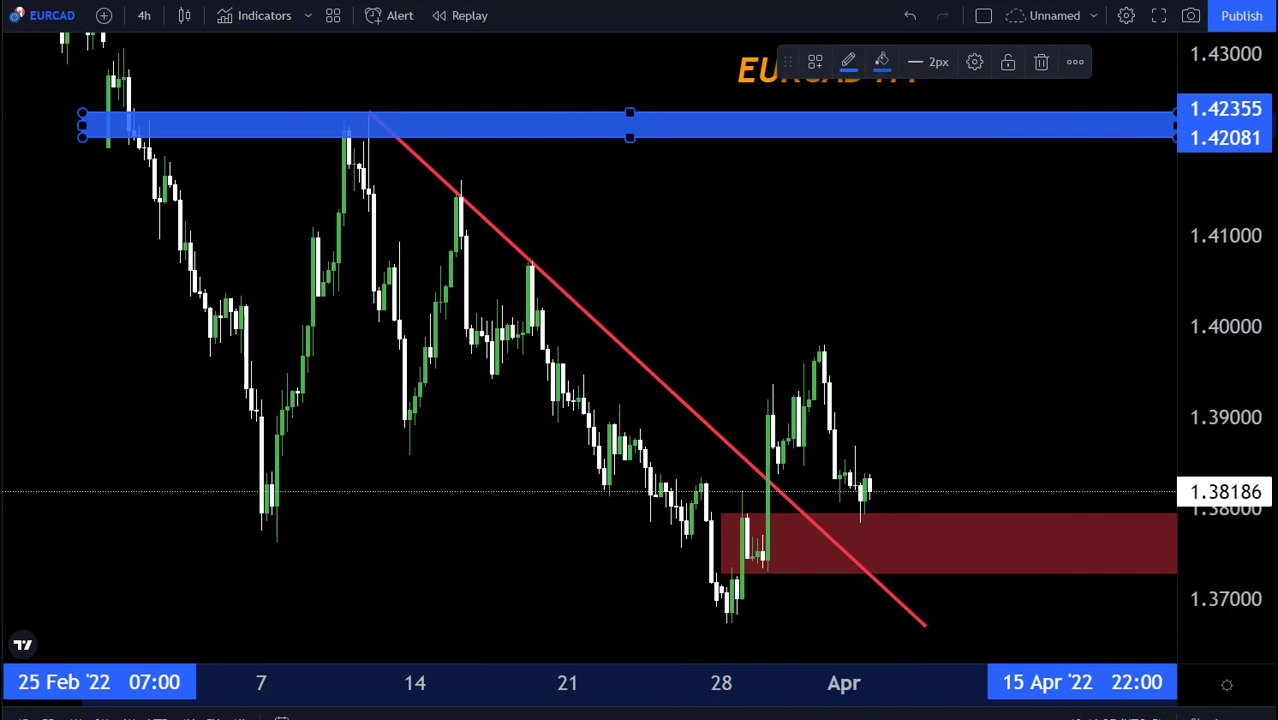 EURCAD
4h
Indicators
Alert
Replay
Unnamed
Publish
2px
1.43000
1.42355
1.42081
1.41000
1.40000
1.39000
1.38186
1.38000
1.37000
25 Feb '22 07:00
7
14
21
28
Apr
15 Apr '22 22:00